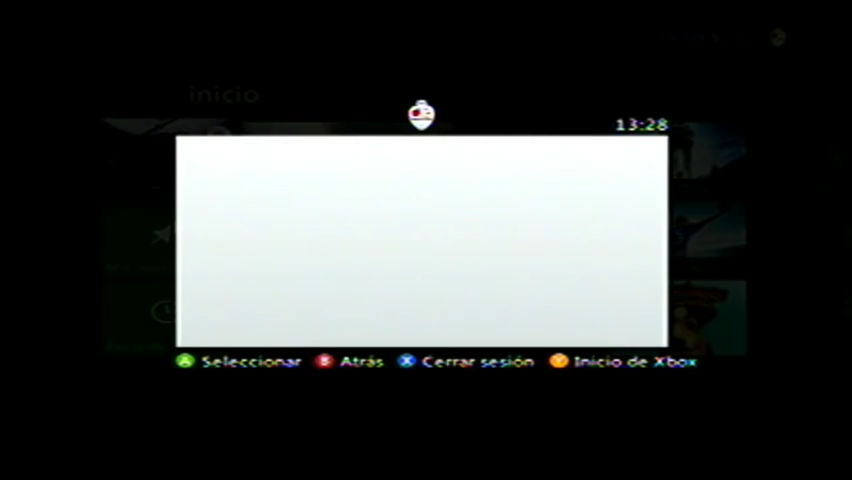 inicio
13:28
A Seleccionar B Atrás X Cerrar sesión Y Inicio de Xbox